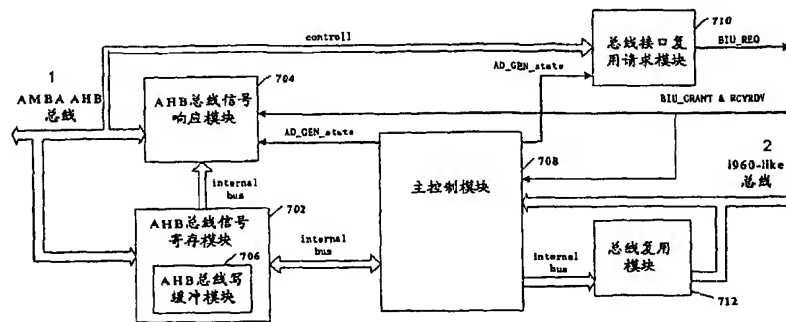 controll
710
总线接口复
用请求模块
BIU_REQ
1
AMBA AHB
总线
704
AHB总线信号
响应模块
AD_GEN_state
BIU_GRANT & RCYRDY
AD_GEN_state
708
主控制模块
2
i960-like
总线
internal
bus
702
AHB总线信号
寄存模块
706
AHB总线写
缓冲模块
internal
bus
internal
bus
总线复用
模块
712